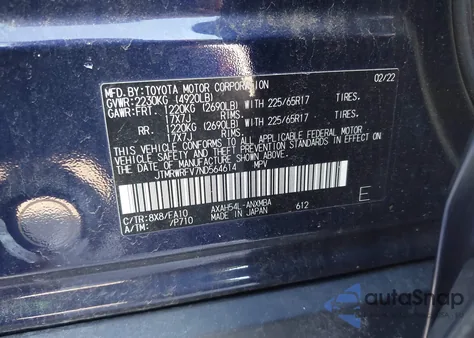 MFD.BY:TOYOTA MOTOR CORPORATION 02/22
GVWR:2230KG (4920LB)
GAWR:FRT. 1220KG (2690LB) WITH 225/65R17 TIRES.
17X7J RIMS.
RR. 1220KG (2690LB) WITH 225/65R17 TIRES.
17X7J RIMS.
THIS VEHICLE CONFORMS TO ALL APPLICABLE FEDERAL MOTOR
VEHICLE SAFETY AND THEFT PREVENTION STANDARDS IN EFFECT ON
THE DATE OF MANUFACTURE SHOWN ABOVE.
JTMRWRFV7ND564614 MPV
E
C/TR:8X8/FA10 AXAH54L-ANXMBA 612
A/TM: /P710 MADE IN JAPAN
autoSnap